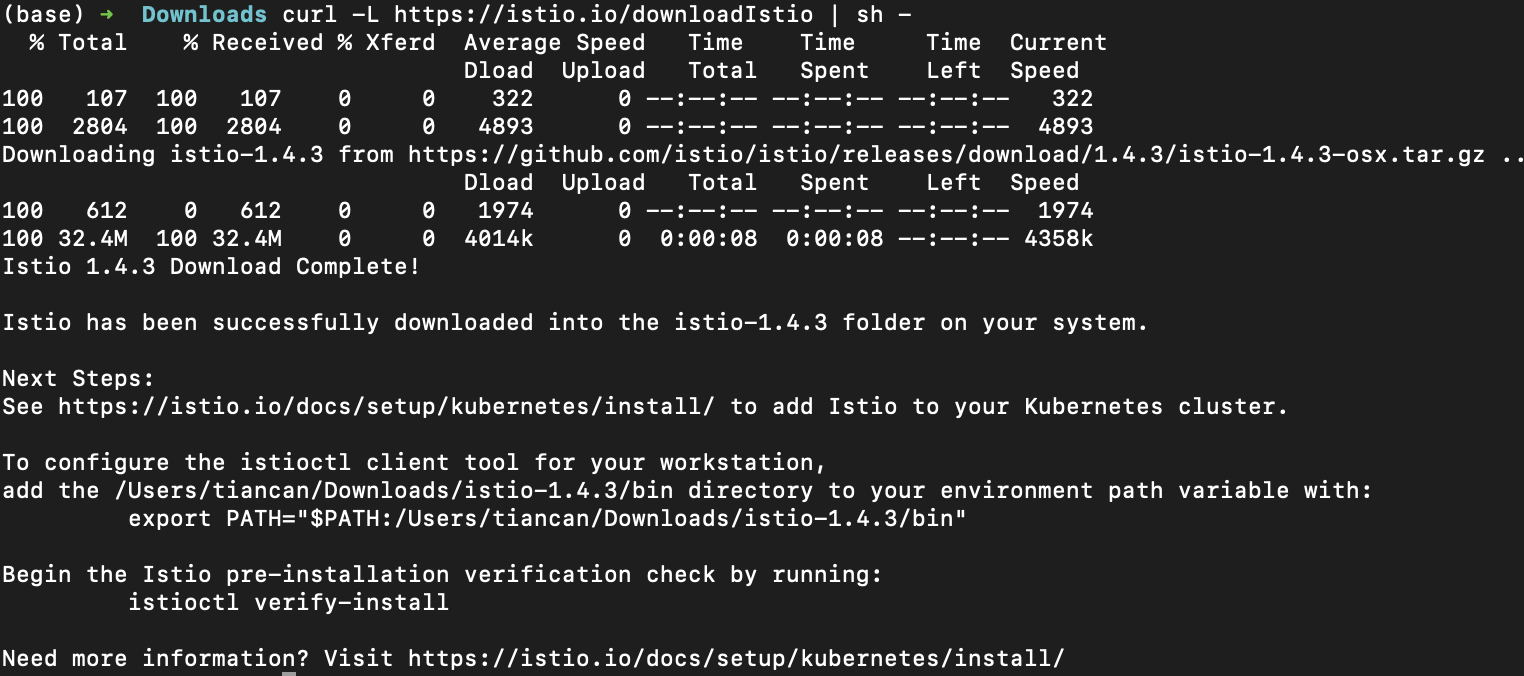 (base) ➜  Downloads curl -L https://istio.io/downloadIstio | sh -
  % Total    % Received % Xferd  Average Speed   Time    Time     Time  Current
                                 Dload  Upload   Total   Spent    Left  Speed
100   107  100   107    0     0    322      0 --:--:-- --:--:-- --:--:--   322
100  2804  100  2804    0     0   4893      0 --:--:-- --:--:-- --:--:--  4893
Downloading istio-1.4.3 from https://github.com/istio/istio/releases/download/1.4.3/istio-1.4.3-osx.tar.gz ..
                                 Dload  Upload   Total   Spent    Left  Speed
100   612    0   612    0     0   1974      0 --:--:-- --:--:-- --:--:--  1974
100 32.4M  100 32.4M    0     0  4014k      0  0:00:08  0:00:08 --:--:-- 4358k
Istio 1.4.3 Download Complete!

Istio has been successfully downloaded into the istio-1.4.3 folder on your system.

Next Steps:
See https://istio.io/docs/setup/kubernetes/install/ to add Istio to your Kubernetes cluster.

To configure the istioctl client tool for your workstation,
add the /Users/tiancan/Downloads/istio-1.4.3/bin directory to your environment path variable with:
         export PATH="$PATH:/Users/tiancan/Downloads/istio-1.4.3/bin"

Begin the Istio pre-installation verification check by running:
         istioctl verify-install

Need more information? Visit https://istio.io/docs/setup/kubernetes/install/